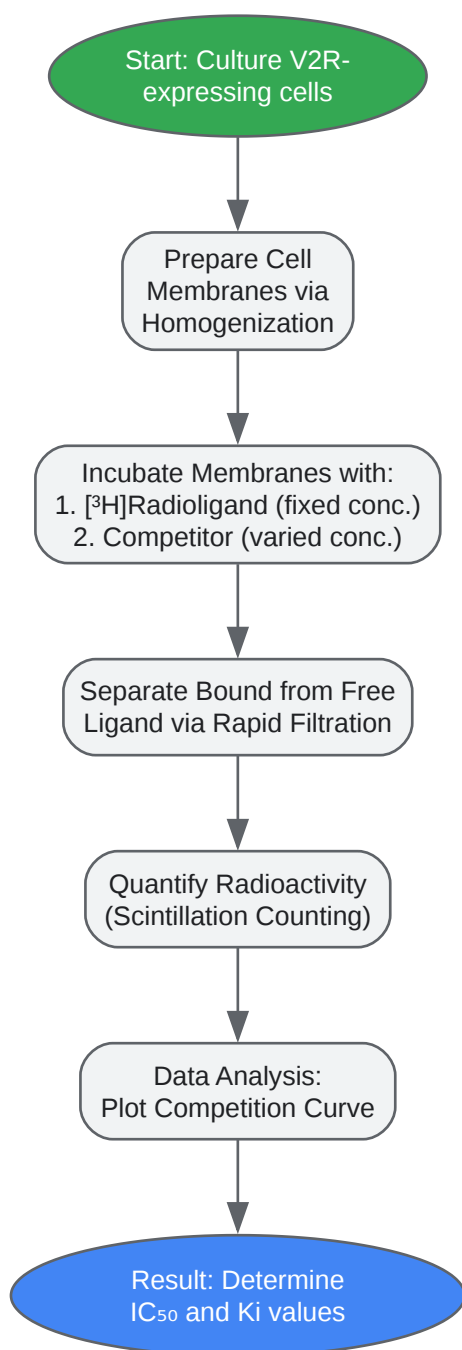 Start: Culture V2R-
expressing cells
Prepare Cell
Membranes via
Homogenization
Incubate Membranes with:
1. [³H]Radioligand (fixed conc.)
2. Competitor (varied conc.)
Separate Bound from Free
Ligand via Rapid Filtration
Quantify Radioactivity
(Scintillation Counting)
Data Analysis:
Plot Competition Curve
Result: Determine
IC₅₀ and Ki values